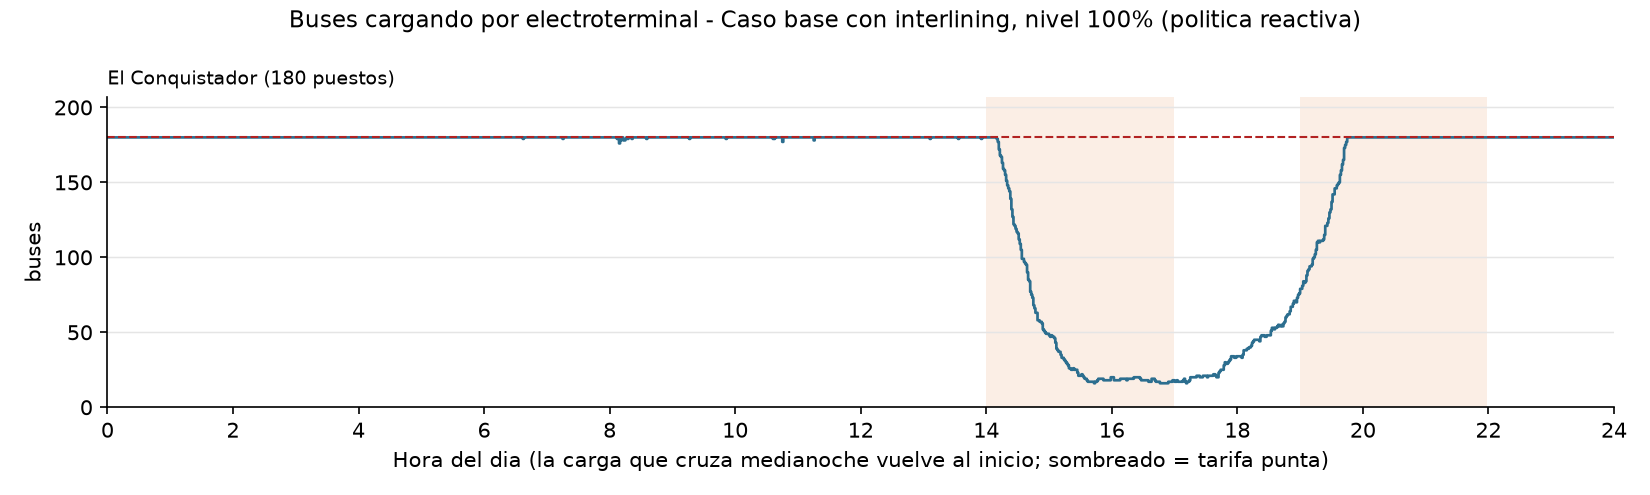 Buses cargando por electroterminal - Caso base con interlining, nivel 100% (politica reactiva)
El Conquistador (180 puestos)
200
150
100
50
0
buses
0 2 4 6 8 10 12 14 16 18 20 22 24
Hora del dia (la carga que cruza medianoche vuelve al inicio; sombreado = tarifa punta)